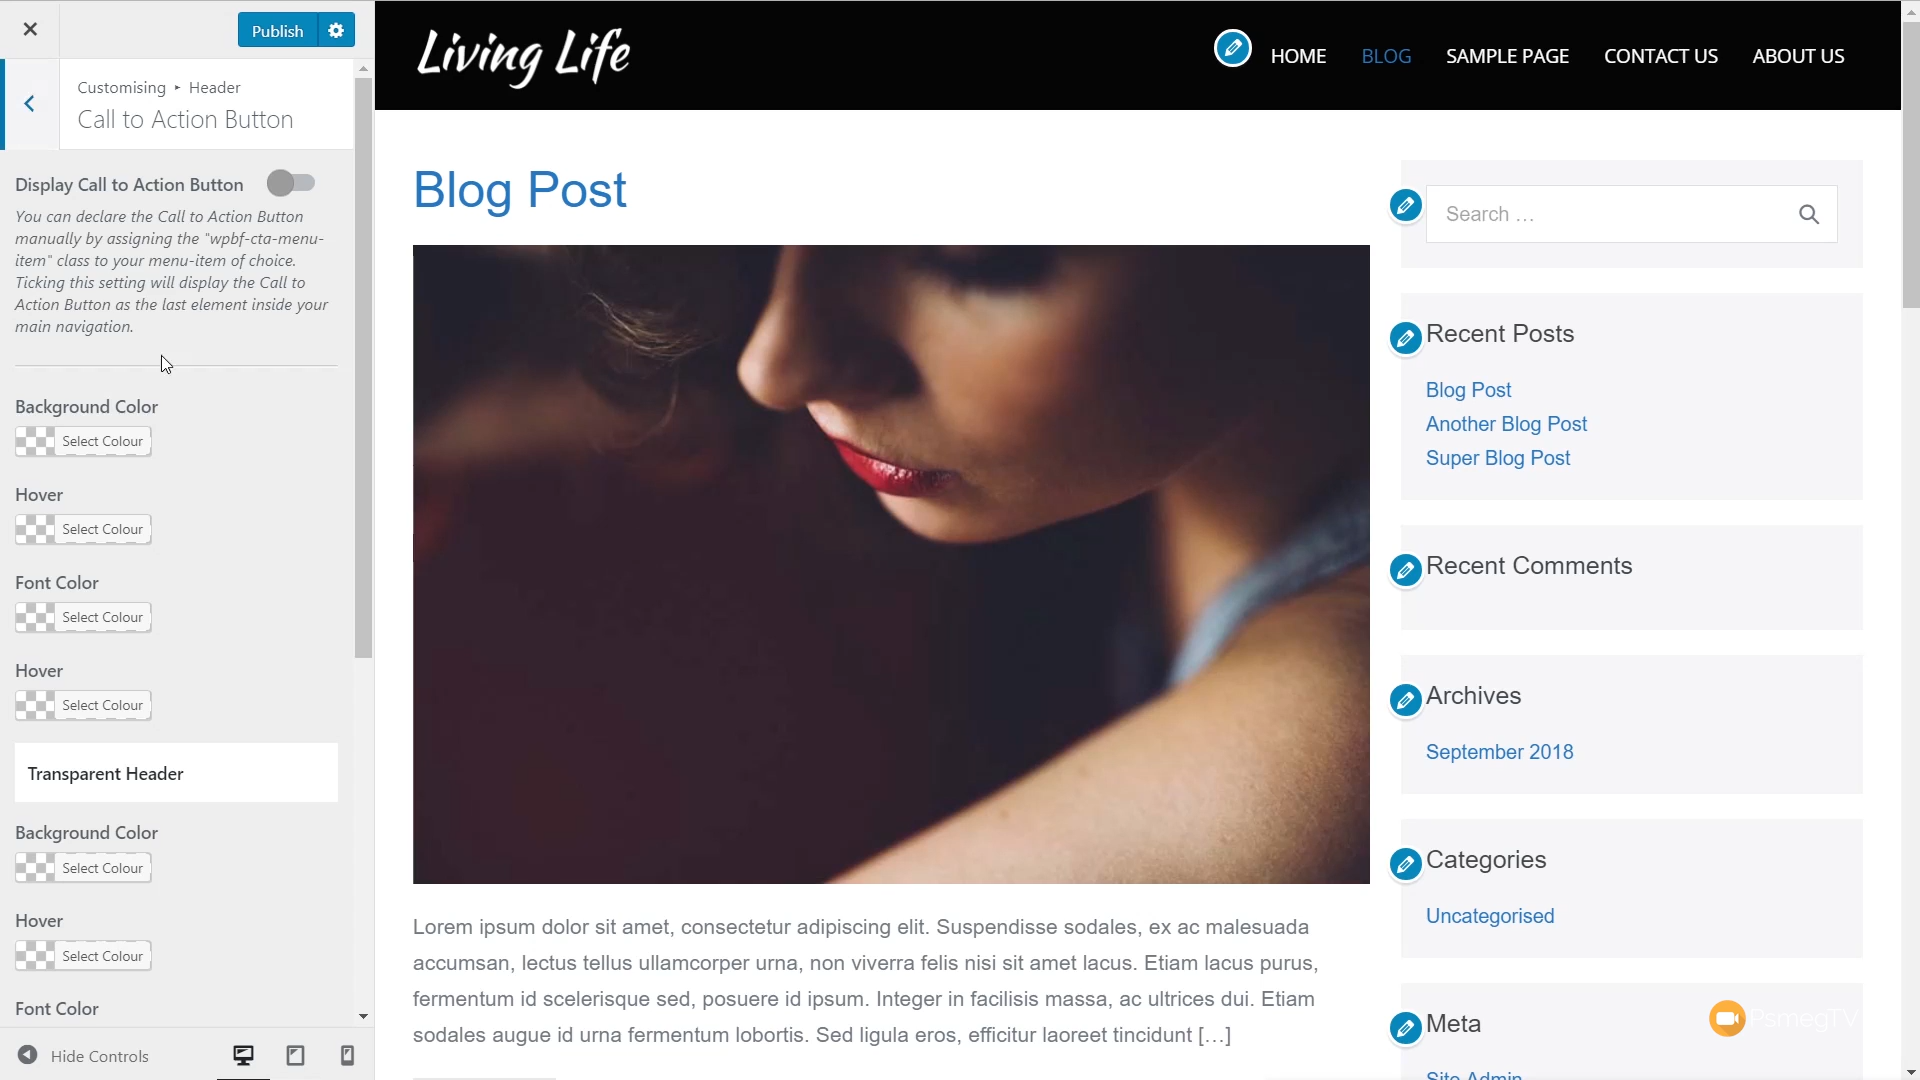 Publish
Customising ▸ Header
Call to Action Button
Display Call to Action Button
You can declare the Call to Action Button
manually by assigning the "wpbf-cta-menu-
item" class to your menu-item of choice.
Ticking this setting will display the Call to
Action Button as the last element inside your
main navigation.
Background Color
Select Colour
Hover
Select Colour
Font Color
Select Colour
Hover
Select Colour
Transparent Header
Background Color
Select Colour
Hover
Select Colour
Font Color
Hide Controls
Living Life
HOME BLOG SAMPLE PAGE CONTACT US ABOUT US
Blog Post
Lorem ipsum dolor sit amet, consectetur adipiscing elit. Suspendisse sodales, ex ac malesuada
accumsan, lectus tellus ullamcorper urna, non viverra felis nisi sit amet lacus. Etiam lacus purus,
fermentum id scelerisque sed, posuere id ipsum. Integer in facilisis massa, ac ultrices dui. Etiam
sodales augue id urna fermentum lobortis. Sed ligula eros, efficitur laoreet tincidunt […]
Search …
Recent Posts
Blog Post
Another Blog Post
Super Blog Post
Recent Comments
Archives
September 2018
Categories
Uncategorised
Meta
PsmegTV
Site Admin